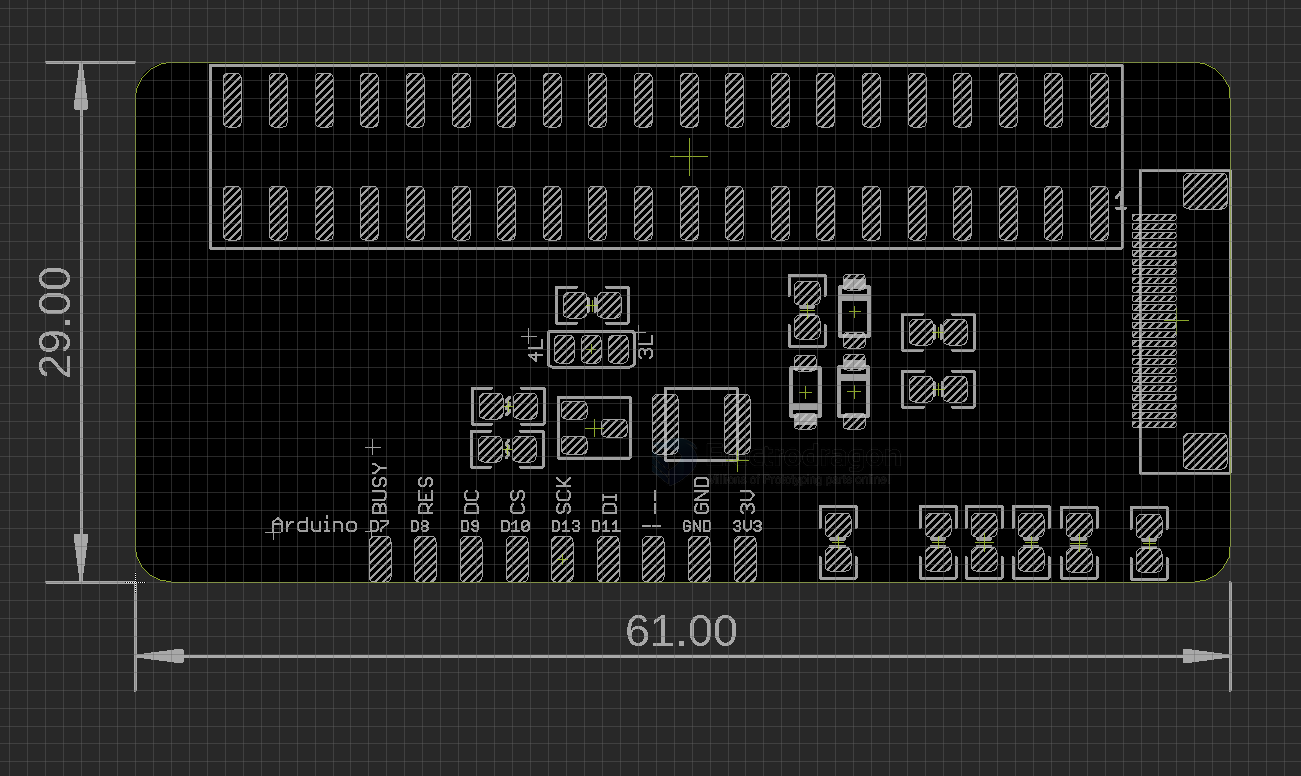 1
29.00
4L
3L
BUSY
RES
DC
CS
SCK
DI
--
GND
3V
Arduino
D7
D8
D9
D10
D13
D11
--
GND
3V3
61.00